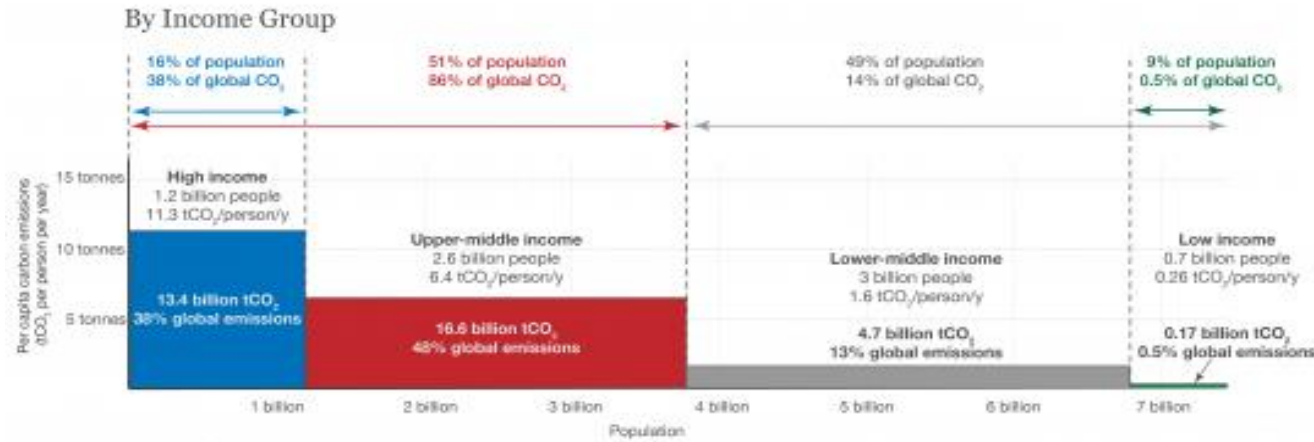 By Income Group
16% of population
38% of global CO₂
51% of population
86% of global CO₂
49% of population
14% of global CO₂
9% of population
0.5% of global CO₂
Per capita carbon emissions
(tCO₂ per person per year)
15 tonnes
10 tonnes
5 tonnes
High income
1.2 billion people
11.3 tCO₂/person/y
13.4 billion tCO₂
38% global emissions
Upper-middle income
2.6 billion people
6.4 tCO₂/person/y
16.6 billion tCO₂
48% global emissions
Lower-middle income
3 billion people
1.6 tCO₂/person/y
4.7 billion tCO₂
13% global emissions
Low income
0.7 billion people
0.26 tCO₂/person/y
0.17 billion tCO₂
0.5% global emissions
1 billion
2 billion
3 billion
4 billion
5 billion
6 billion
7 billion
Population